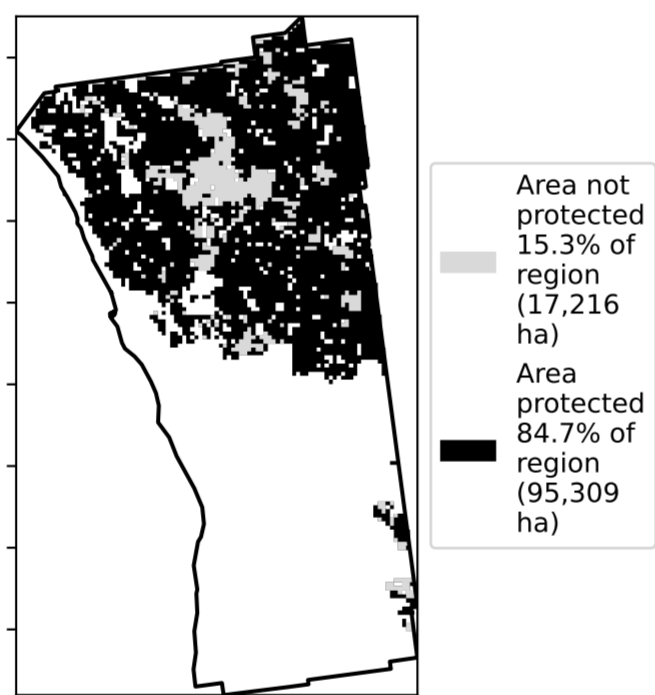 Area not
protected
15.3% of
region
(17,216
ha)
Area
protected
84.7% of
region
(95,309
ha)